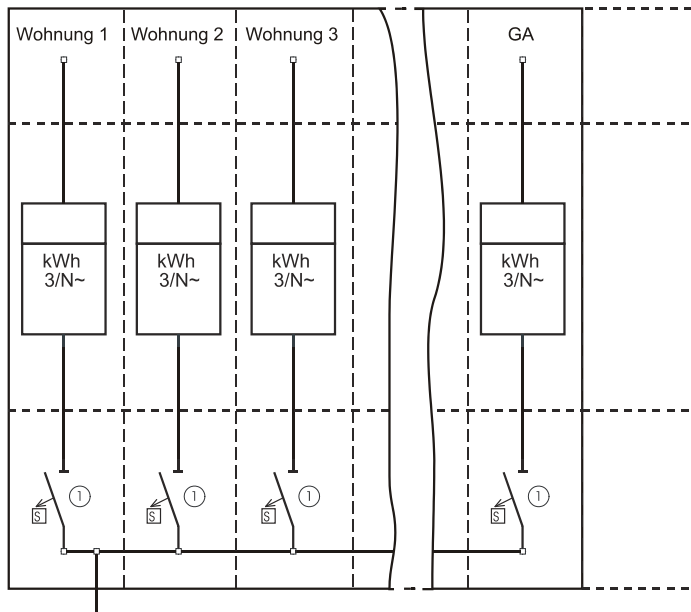 Wohnung 1 Wohnung 2 Wohnung 3 GA
kWh kWh kWh kWh
3/N~ 3/N~ 3/N~ 3/N~
1 1 1 1
S S S S